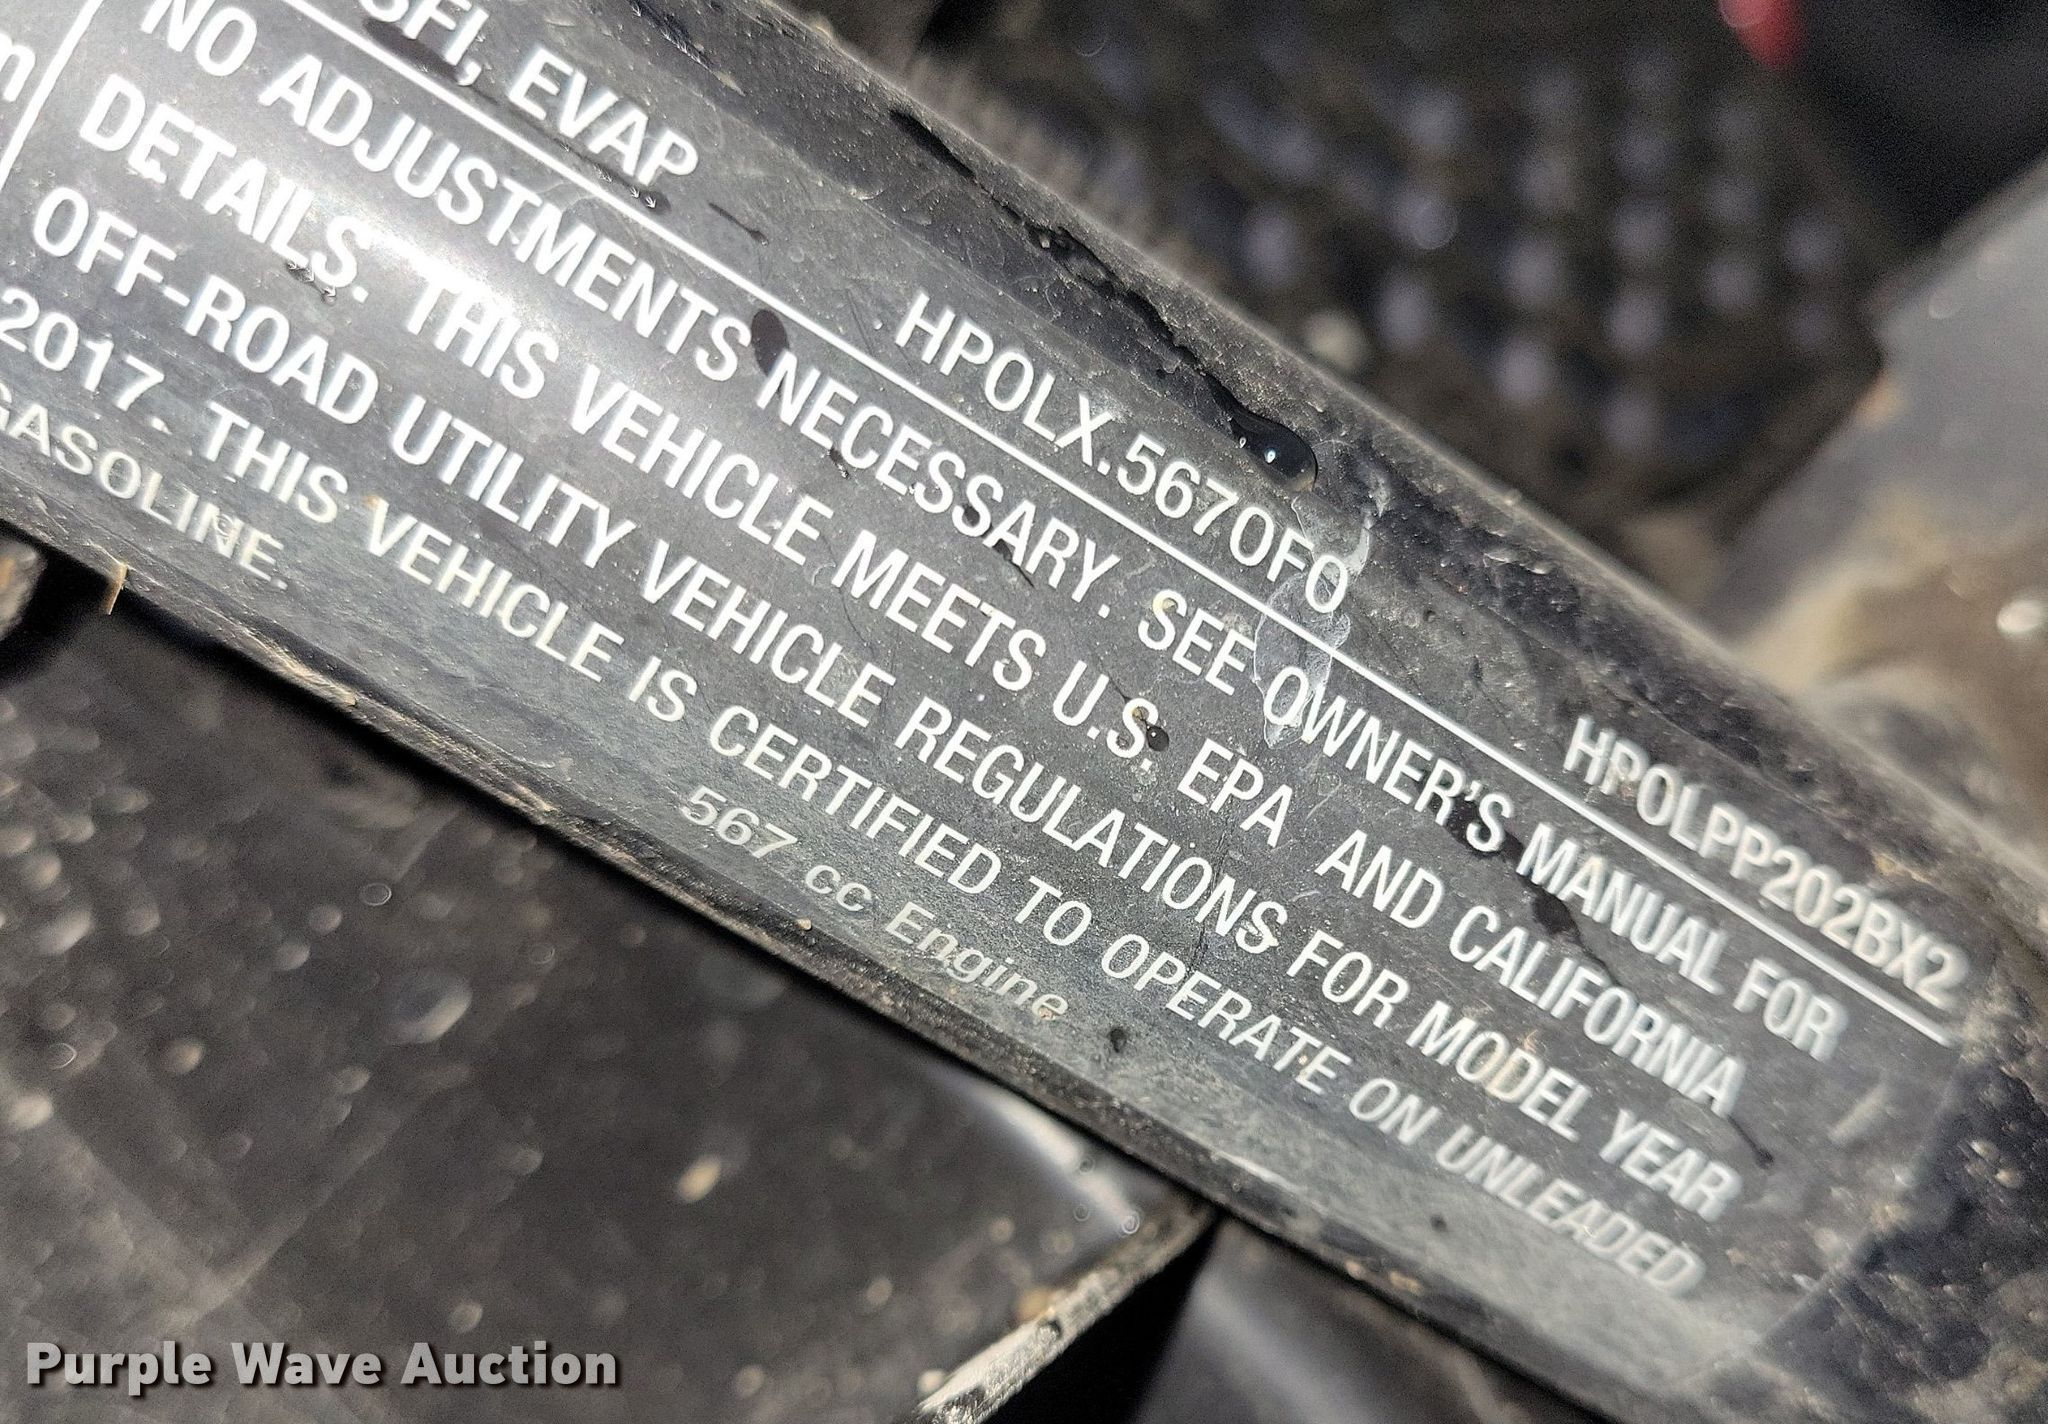 SFI, EVAP HPOLX.5670FO HPOLPP202BX2
NO ADJUSTMENTS NECESSARY. SEE OWNER'S MANUAL FOR
DETAILS. THIS VEHICLE MEETS U.S. EPA AND CALIFORNIA
OFF-ROAD UTILITY VEHICLE REGULATIONS FOR MODEL YEAR
2017. THIS VEHICLE IS CERTIFIED TO OPERATE ON UNLEADED
GASOLINE. 567 cc Engine
Purple Wave Auction